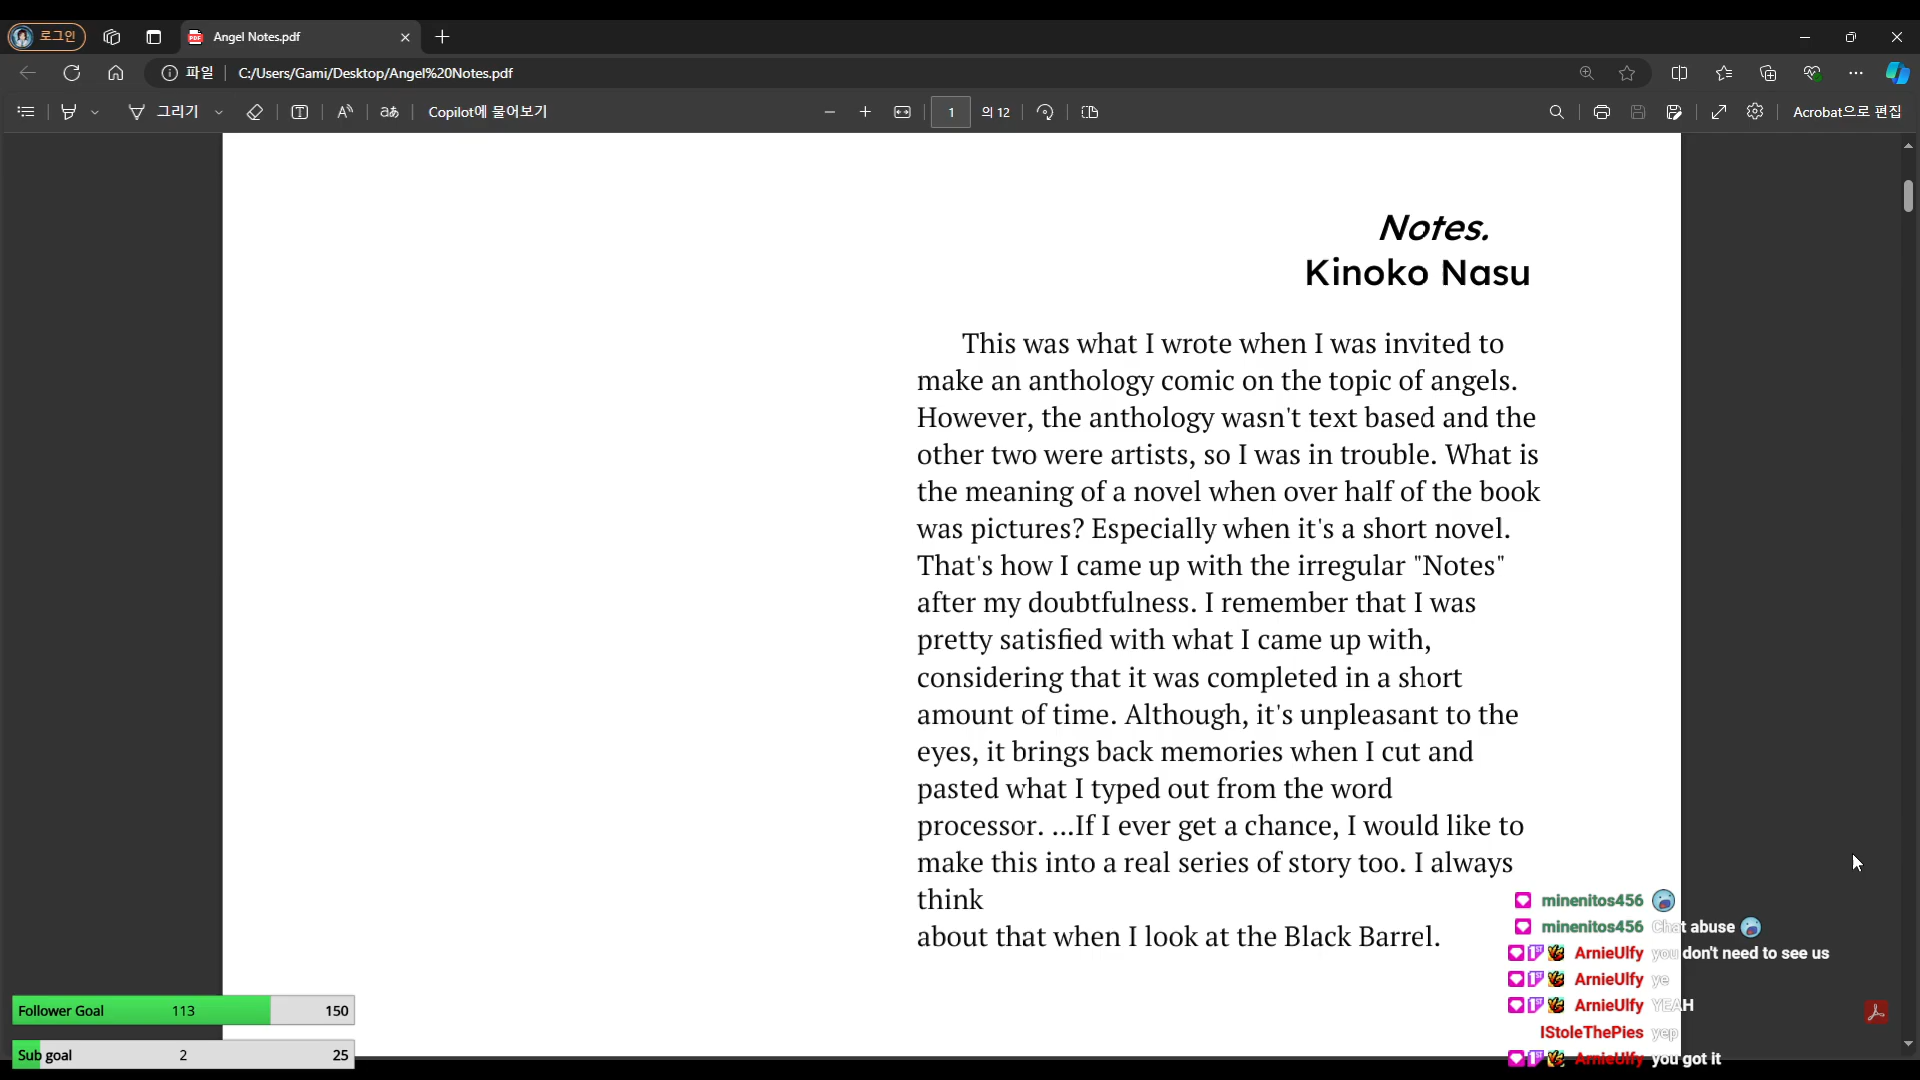 로그인
Angel Notes.pdf
파일 C:/Users/Gami/Desktop/Angel%20Notes.pdf
그리기 aあ Copilot에 물어보기 1 의 12 Acrobat으로 편집
Notes.
Kinoko Nasu
This was what I wrote when I was invited to
make an anthology comic on the topic of angels.
However, the anthology wasn't text based and the
other two were artists, so I was in trouble. What is
the meaning of a novel when over half of the book
was pictures? Especially when it's a short novel.
That's how I came up with the irregular "Notes"
after my doubtfulness. I remember that I was
pretty satisfied with what I came up with,
considering that it was completed in a short
amount of time. Although, it's unpleasant to the
eyes, it brings back memories when I cut and
pasted what I typed out from the word
processor. ...If I ever get a chance, I would like to
make this into a real series of story too. I always
think
about that when I look at the Black Barrel.
minenitos456
minenitos456 Chat abuse
ArnieUlfy you don't need to see us
ArnieUlfy ye
ArnieUlfy YEAH
IStoleThePies yep
ArnieUlfy you got it
Follower Goal 113 150
Sub goal 2 25